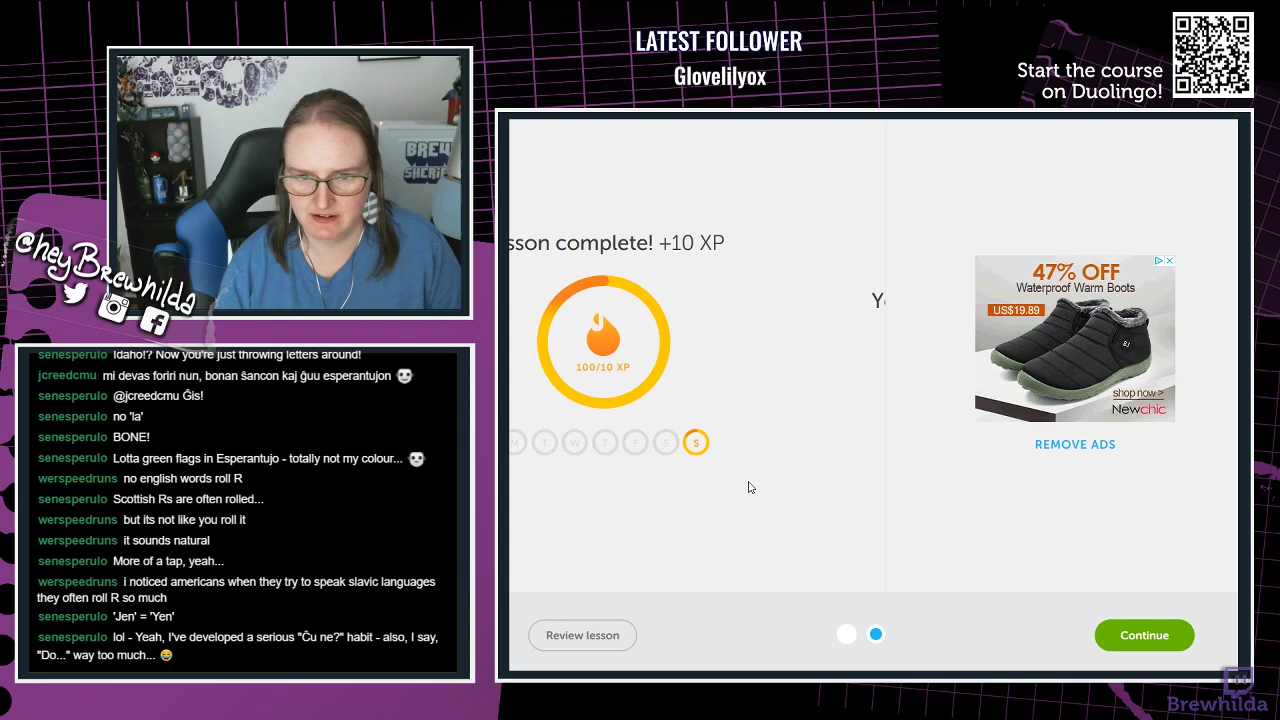 LATEST FOLLOWER
Glovelilyox
Start the course
on Duolingo!
BREW
SHERIF
@heyBrewhilda
senesperulo Idaho!? Now you're just throwing letters around!
jcreedcmu mi devas foriri nun, bonan ŝancon kaj ĝuu esperantujon
senesperulo @jcreedcmu Ĝis!
senesperulo no 'la'
senesperulo BONE!
senesperulo Lotta green flags in Esperantujo - totally not my colour...
werspeedruns no english words roll R
senesperulo Scottish Rs are often rolled...
werspeedruns but its not like you roll it
werspeedruns it sounds natural
senesperulo More of a tap, yeah...
werspeedruns i noticed americans when they try to speak slavic languages
they often roll R so much
senesperulo 'Jen' = 'Yen'
senesperulo lol - Yeah, I've developed a serious "Ĉu ne?" habit - also, I say,
"Do..." way too much...
sson complete! +10 XP
100/10 XP
M T W T F S S
Y
47% OFF
Waterproof Warm Boots
US$19.89
shop now >
Newchic
REMOVE ADS
Review lesson
Continue
Brewhilda